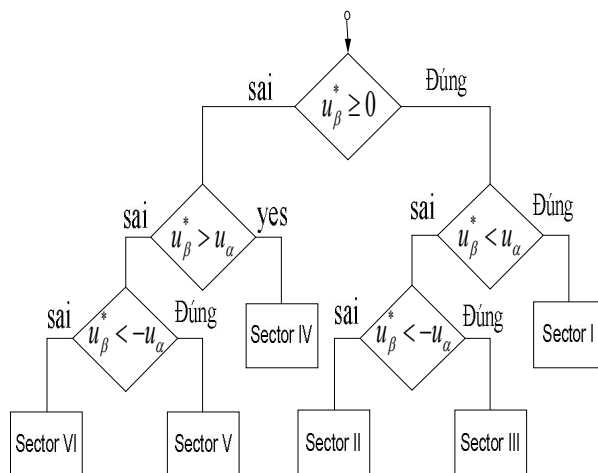 sai
Đúng
u*β ≥ 0
sai
yes
sai
Đúng
u*β > uα
u*β < uα
sai
Đúng
sai
Đúng
Sector IV
Sector I
u*β < −uα
u*β < −uα
Sector VI
Sector V
Sector II
Sector III